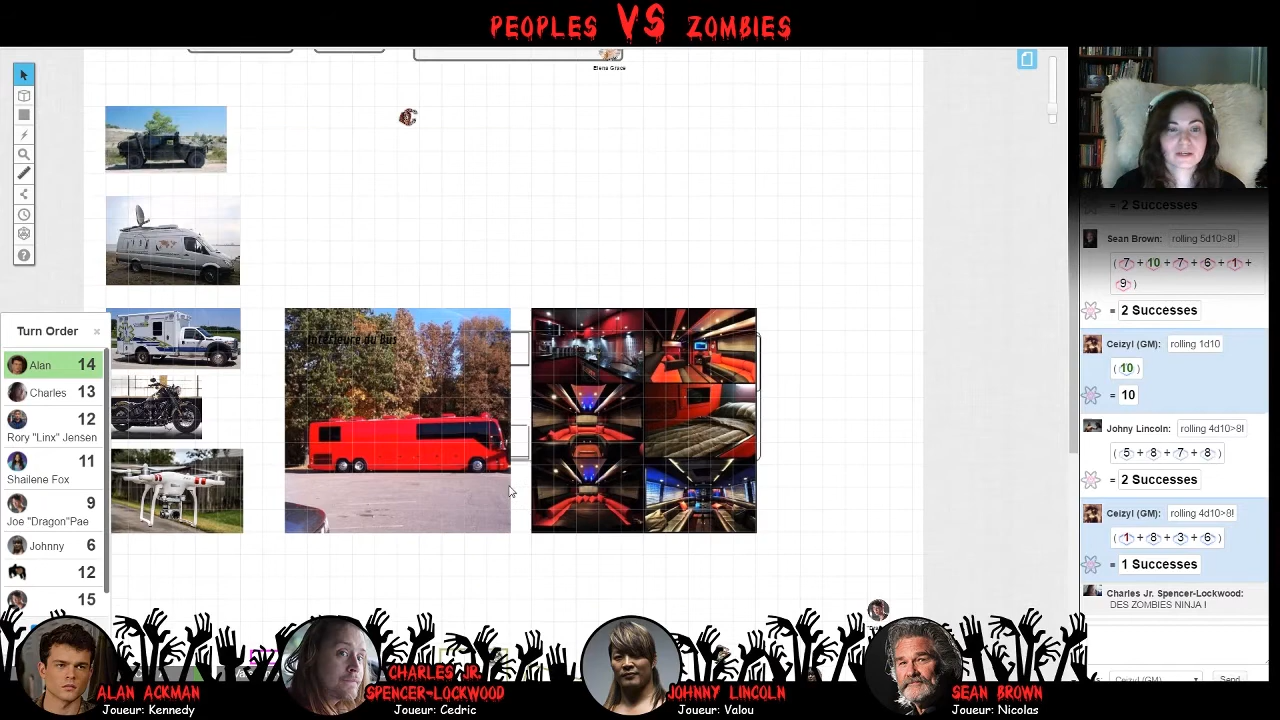 PEOPLES VS ZOMBIES
Elena Grace
Intérieure du Bus
Turn Order ×
Alan 14
Charles 13
12
Rory "Linx" Jensen
11
Shailene Fox
9
Joe "Dragon"Pae
Johnny 6
12
15
= 2 Successes
Sean Brown: rolling 5d10>8!
(7+10+7+6+1+
9)
= 2 Successes
Ceizyl (GM): rolling 1d10
(10)
= 10
Johny Lincoln: rolling 4d10>8!
(5+8+7+8)
= 2 Successes
Ceizyl (GM): rolling 4d10>8!
(1+8+3+6)
= 1 Successes
Charles Jr. Spencer-Lockwood:
DES ZOMBIES NINJA !
Ceizyl (GM)
Send
ALAN ACKMAN
Joueur: Kennedy
CHARLES JR.
SPENCER-LOCKWOOD
Joueur: Cedric
JOHNNY LINCOLN
Joueur: Valou
SEAN BROWN
Joueur: Nicolas